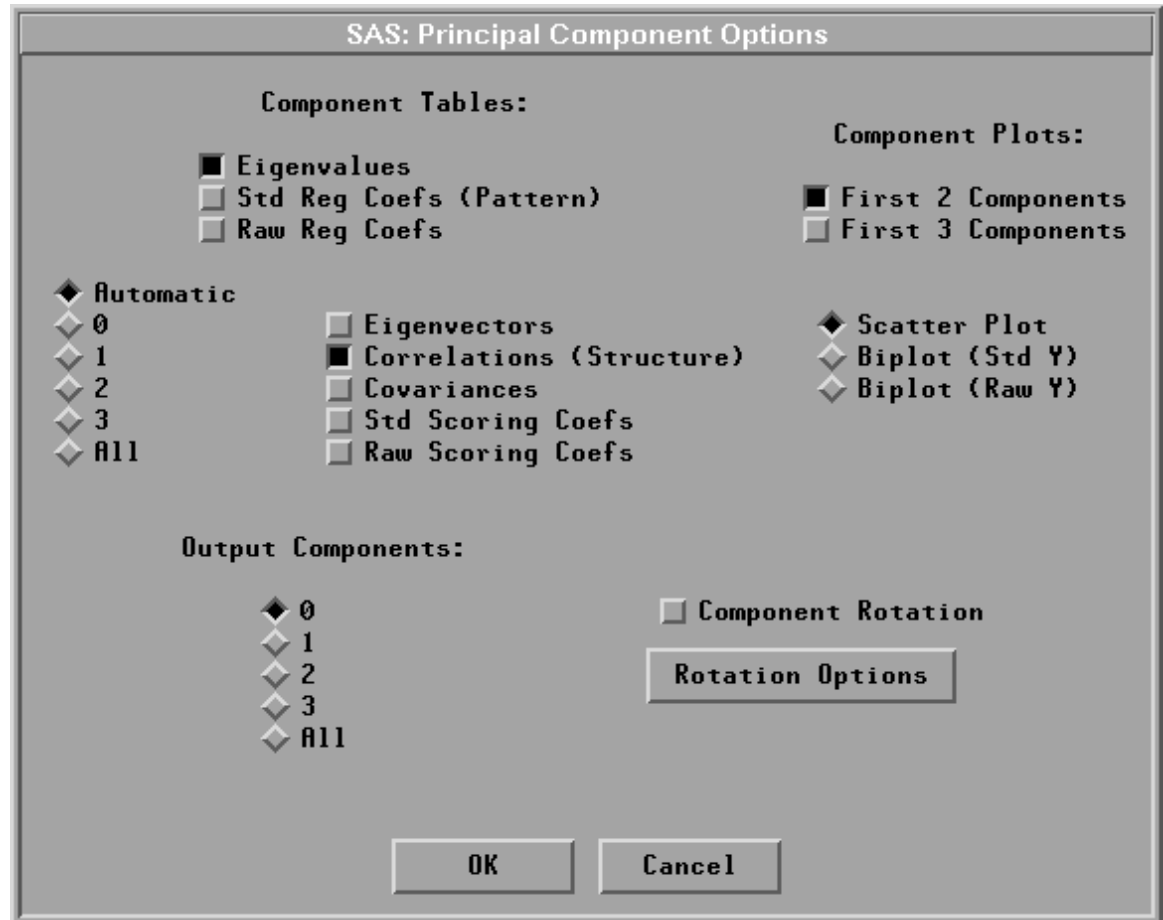 SAS: Principal Component Options
Component Tables:
Eigenvalues
Std Reg Coefs (Pattern)
Raw Reg Coefs
Component Plots:
First 2 Components
First 3 Components
Automatic
0
1
2
3
All
Eigenvectors
Correlations (Structure)
Covariances
Std Scoring Coefs
Raw Scoring Coefs
Scatter Plot
Biplot (Std Y)
Biplot (Raw Y)
Output Components:
0
1
2
3
All
Component Rotation
Rotation Options
OK
Cancel